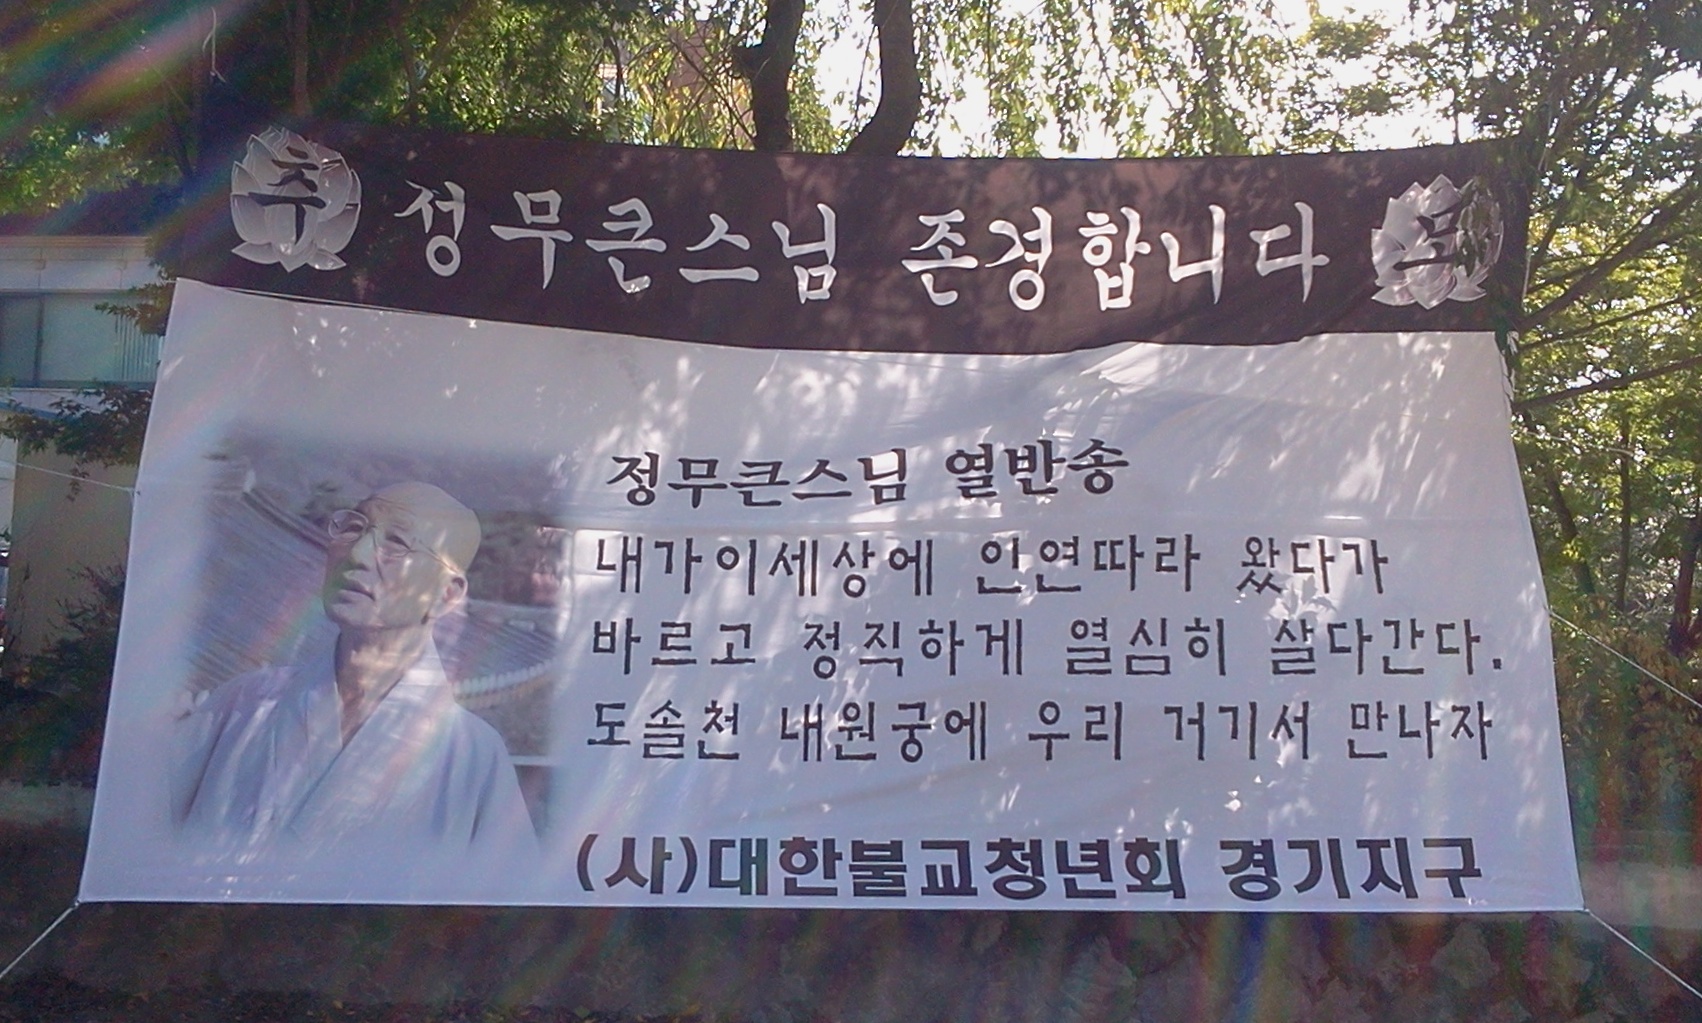 추 정무큰스님 존경합니다 모
정무큰스님 열반송
내가이세상에 인연따라 왔다가
바르고 정직하게 열심히 살다간다.
도솔천 내원궁에 우리 거기서 만나자
(사)대한불교청년회 경기지구